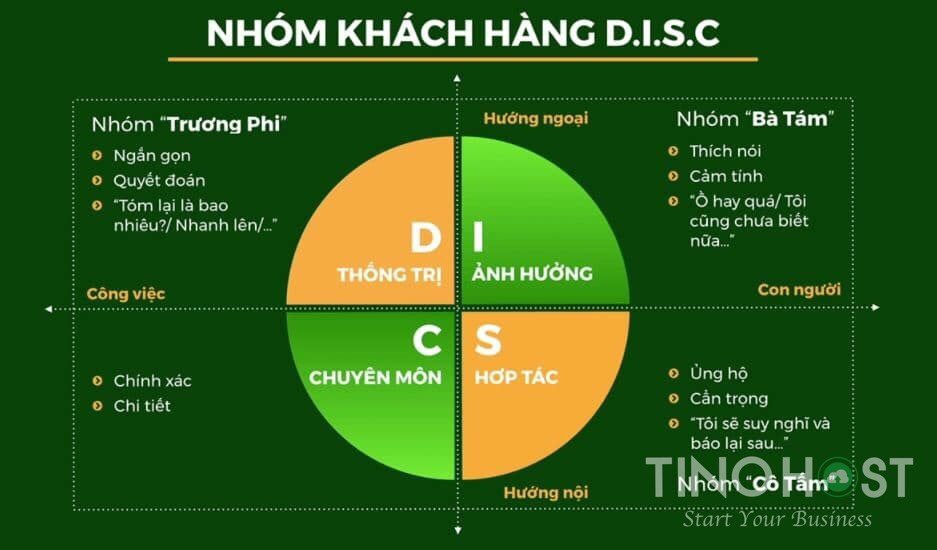 NHÓM KHÁCH HÀNG D.I.S.C
Nhóm “Trương Phi”
Ngắn gọn
Quyết đoán
“Tóm lại là bao
nhiêu?/ Nhanh lên/...”
Hướng ngoại
Nhóm “Bà Tám”
Thích nói
Cảm tính
“Ồ hay quá/ Tôi
cũng chưa biết
nữa...”
D
THỐNG TRỊ
I
ẢNH HƯỞNG
Công việc
Con người
C
CHUYÊN MÔN
S
HƠP TÁC
Chính xác
Chi tiết
Ủng hộ
Cẩn trọng
“Tôi sẽ suy nghĩ và
báo lại sau...”
Nhóm “Cô Tấm”
Hướng nội
TINOHOST
Start Your Business